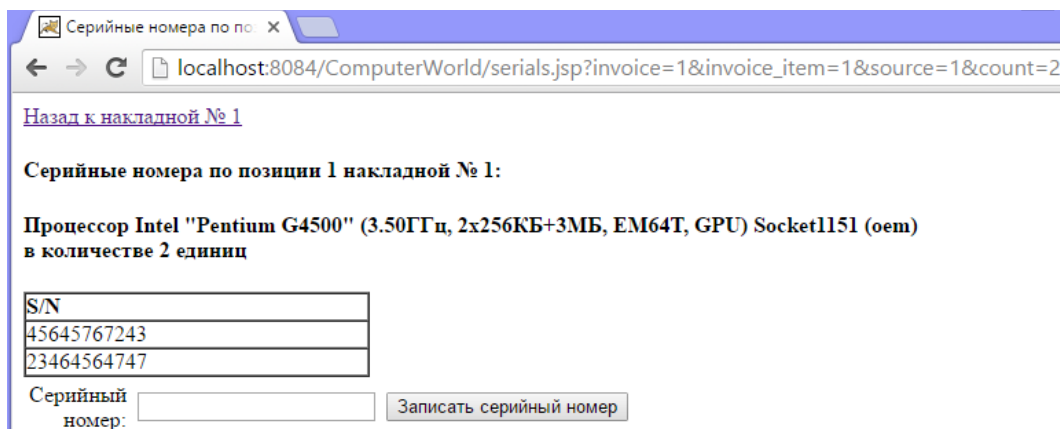 Серийные номера по по
localhost:8084/ComputerWorld/serials.jsp?invoice=1&invoice_item=1&source=1&count=2
Назад к накладной № 1
Серийные номера по позиции 1 накладной № 1:
Процессор Intel "Pentium G4500" (3.50ГГц, 2x256КБ+3МБ, EM64T, GPU) Socket1151 (oem)
в количестве 2 единиц
S/N
45645767243
23464564747
Серийный
номер:
Записать серийный номер